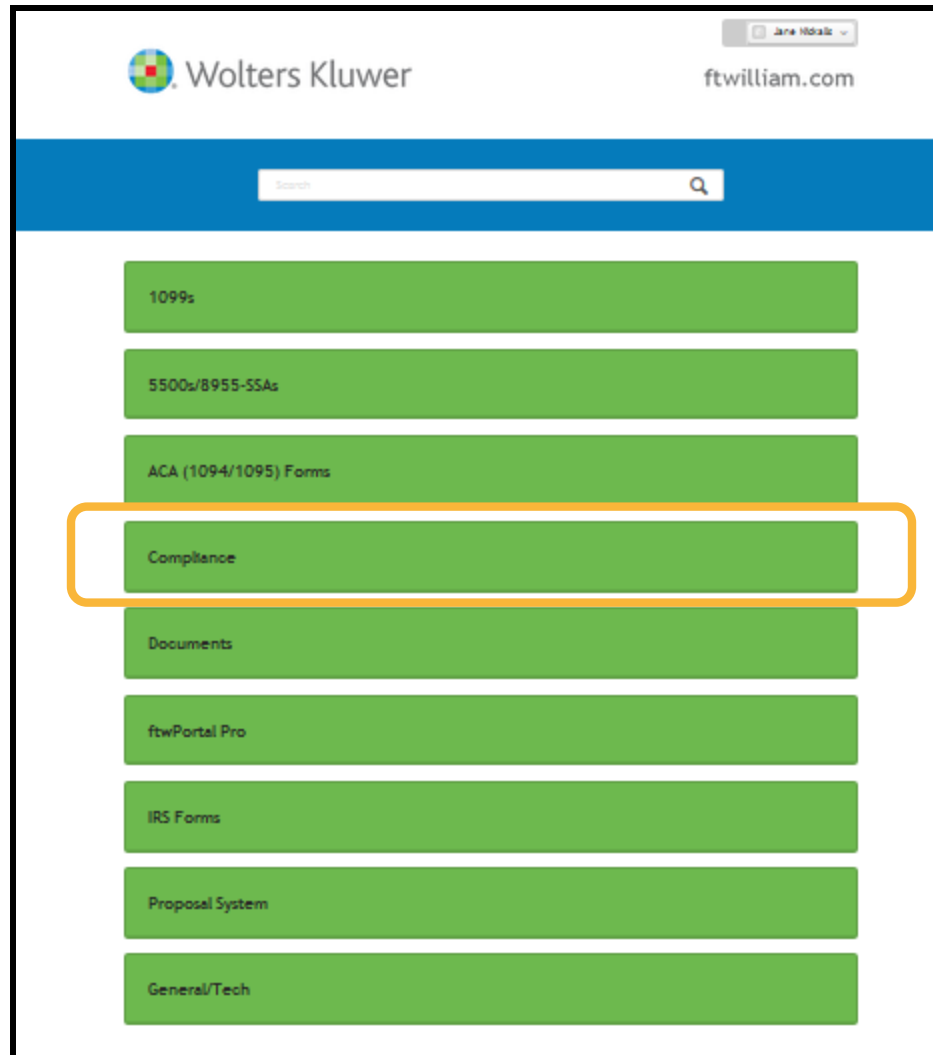 Jane Nickalls
Wolters Kluwer
ftwilliam.com
Search
1099s
5500s/8955-SSAs
ACA (1094/1095) Forms
Compliance
Documents
ftwPortal Pro
IRS Forms
Proposal System
General/Tech